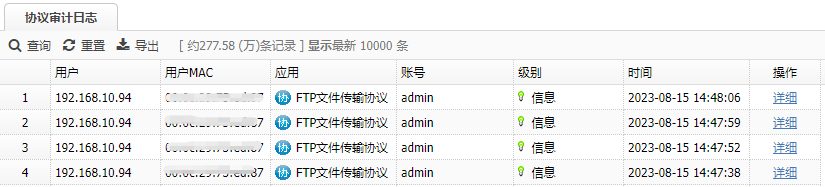 协议审计日志
查询 重置 导出 [ 约277.58 (万)条记录 ] 显示最新 10000 条
用户 用户MAC 应用 账号 级别 时间 操作
1 192.168.10.94 协 FTP文件传输协议 admin 信息 2023-08-15 14:48:06 详细
2 192.168.10.94 协 FTP文件传输协议 admin 信息 2023-08-15 14:47:59 详细
3 192.168.10.94 协 FTP文件传输协议 admin 信息 2023-08-15 14:47:52 详细
4 192.168.10.94 协 FTP文件传输协议 admin 信息 2023-08-15 14:47:38 详细